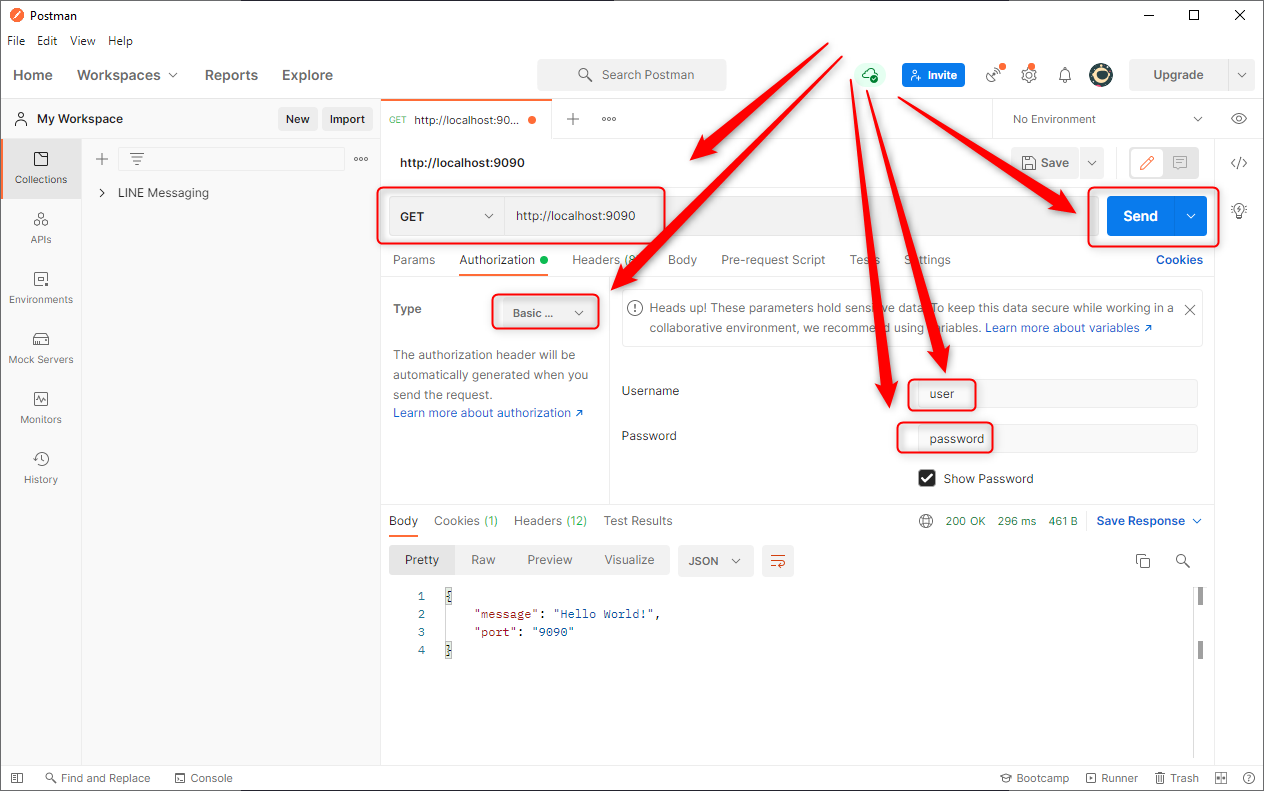 Postman
File Edit View Help
Home Workspaces Reports Explore Search Postman Invite Upgrade
My Workspace New Import GET http://localhost:90... No Environment
http://localhost:9090 Save
Collections
LINE Messaging
GET http://localhost:9090 Send
APIs
Params Authorization Headers (8) Body Pre-request Script Tests Settings Cookies
Environments
Type Basic ...
Heads up! These parameters hold sensitive data. To keep this data secure while working in a
collaborative environment, we recommend using variables. Learn more about variables ↗
Mock Servers
The authorization header will be
automatically generated when you
send the request.
Learn more about authorization ↗
Username user
Monitors
Password password
History
Show Password
Body Cookies (1) Headers (12) Test Results 200 OK 296 ms 461 B Save Response
Pretty Raw Preview Visualize JSON
1 {
2 "message": "Hello World!",
3 "port": "9090"
4 }
Find and Replace Console Bootcamp Runner Trash